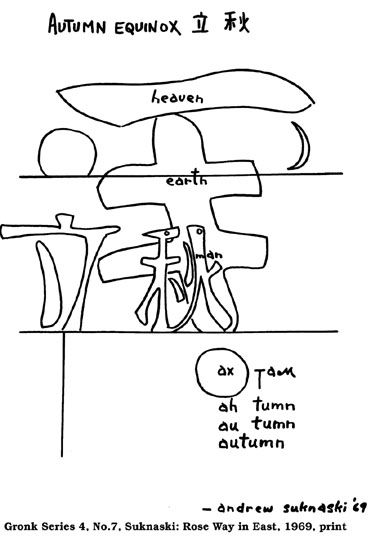 AUTUMN EQUINOX 立 秋
heaven
earth
man
立 秋
ax TaM
ah tumn
au tumn
autumn
– andrew suknaski '69
Gronk Series 4, No.7, Suknaski: Rose Way in East, 1969, print